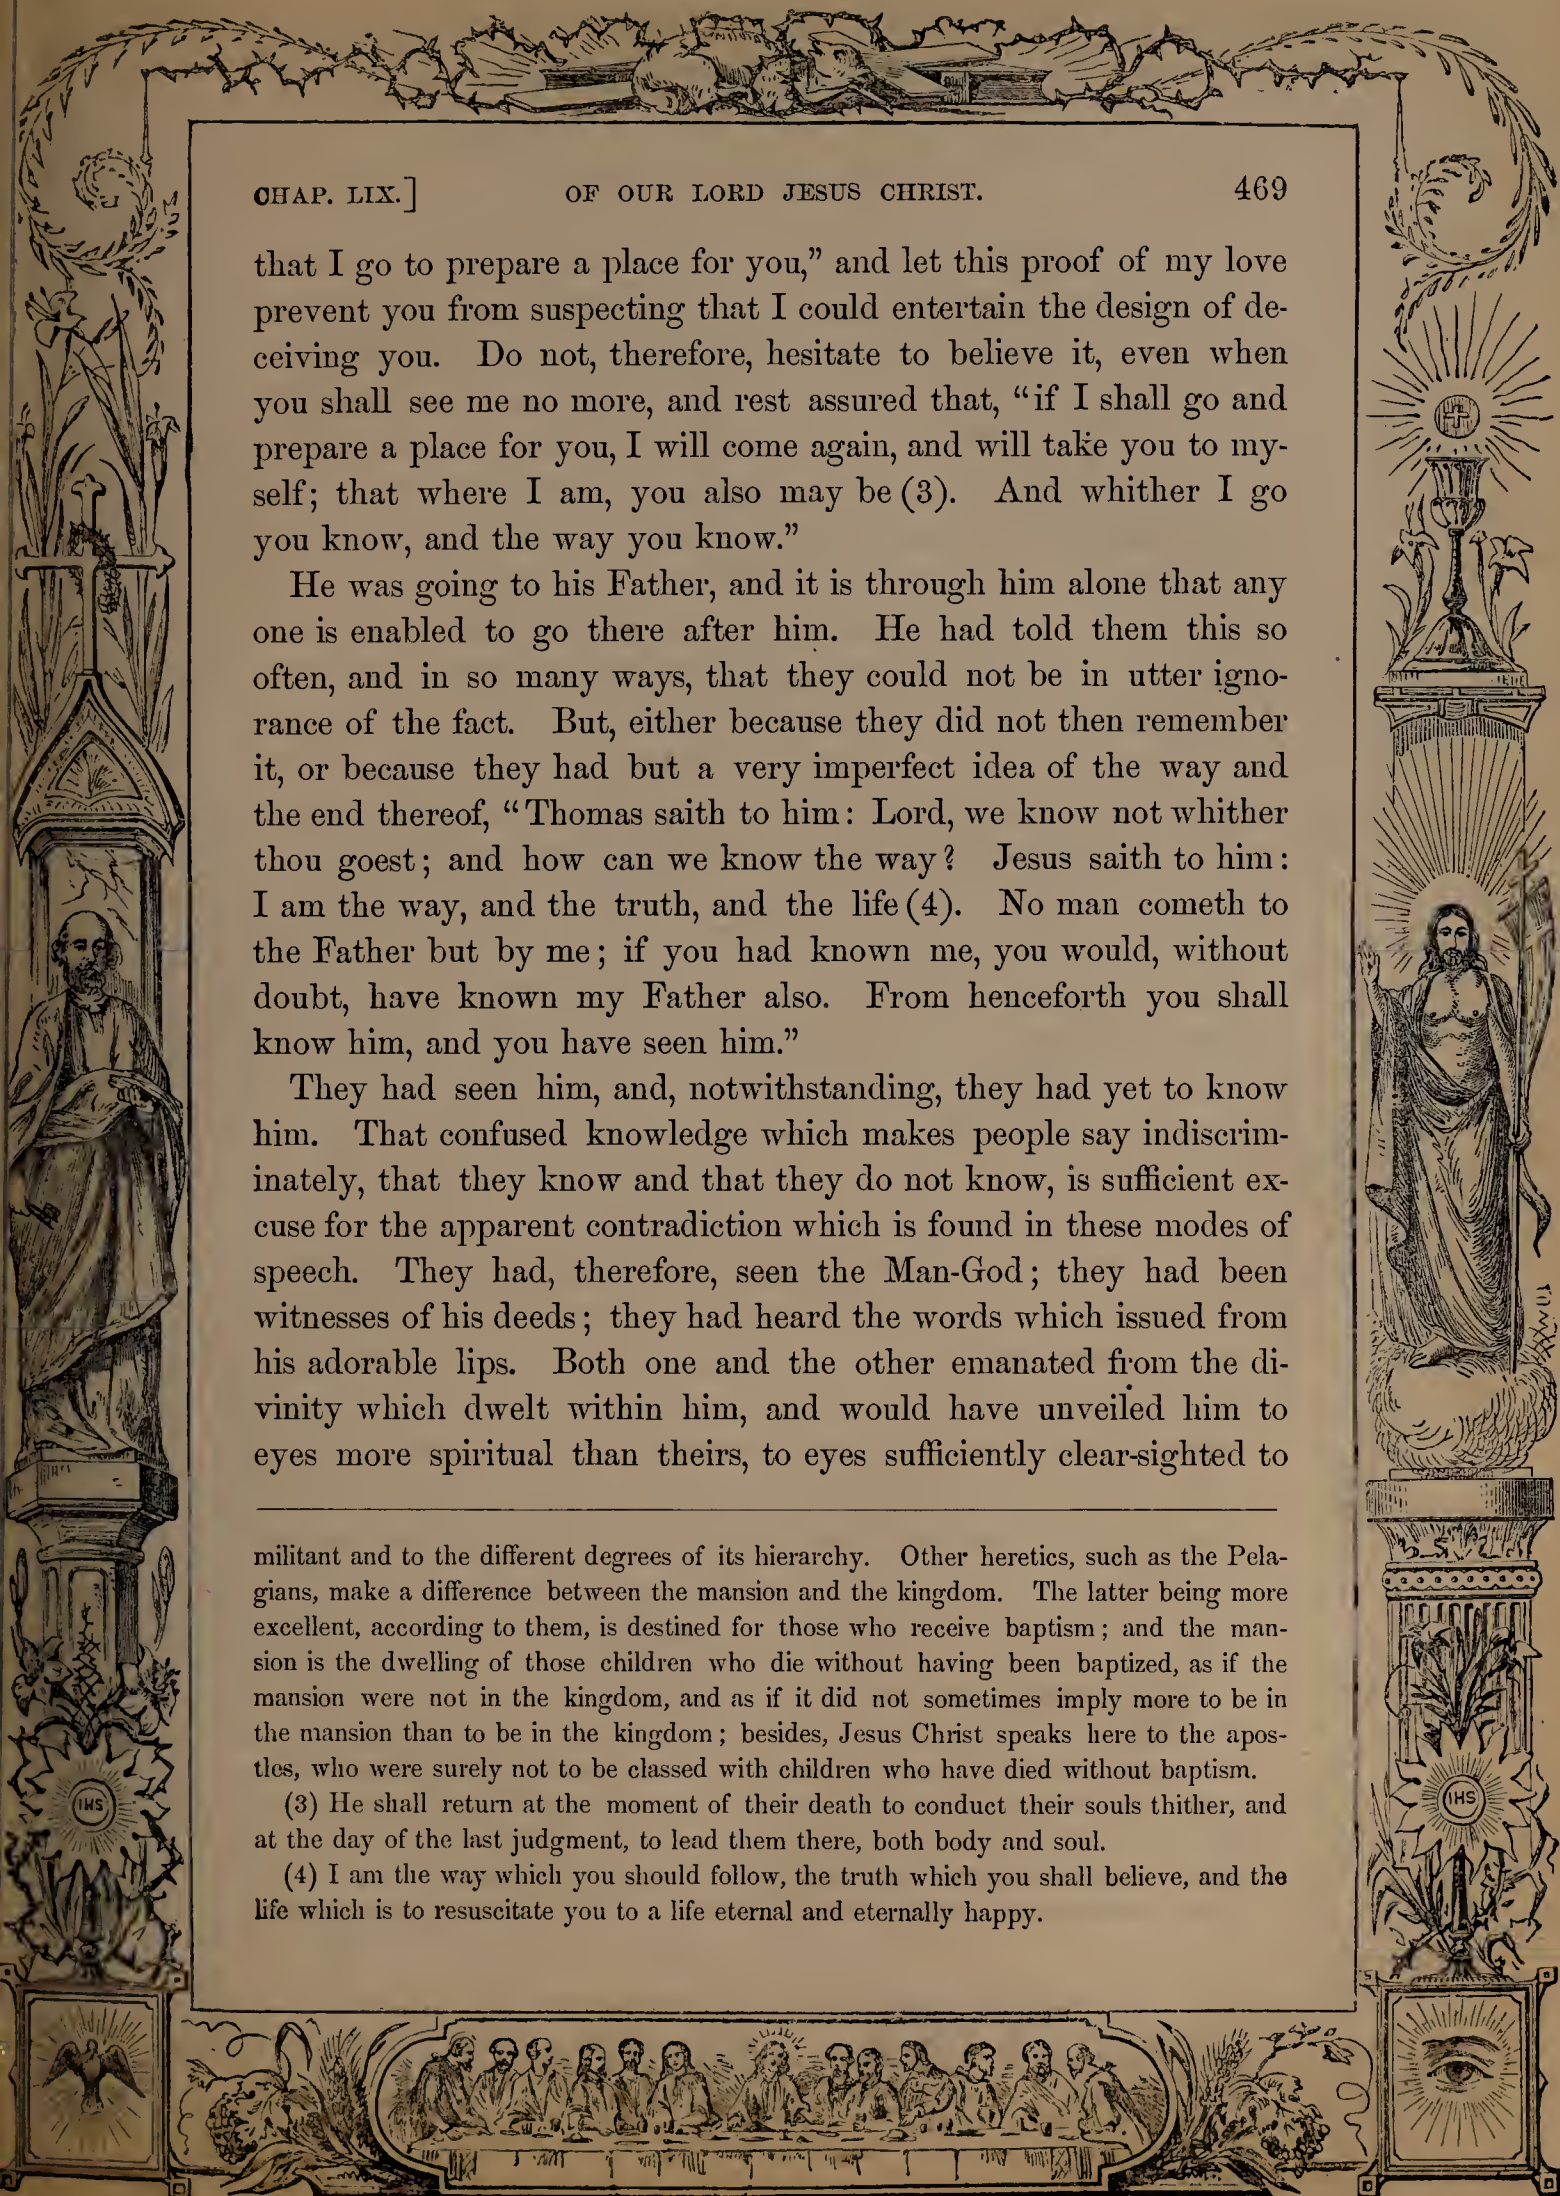 CHAP. LIX.] OF OUR LORD JESUS CHRIST. 469
that I go to prepare a place for you,” and let this proof of my love
prevent you from suspecting that I could entertain the design of de-
ceiving you. Do not, therefore, hesitate to believe it, even when
you shall see me no more, and rest assured that, “if I shall go and
prepare a place for you, I will come again, and will take you to my-
self; that where I am, you also may be (3). And whither I go
you know, and the way you know.”
He was going to his Father, and it is through him alone that any
one is enabled to go there after him. He had told them this so
often, and in so many ways, that they could not be in utter igno-
rance of the fact. But, either because they did not then remember
it, or because they had but a very imperfect idea of the way and
the end thereof, “Thomas saith to him: Lord, we know not whither
thou goest; and how can we know the way? Jesus saith to him:
I am the way, and the truth, and the life (4). No man cometh to
the Father but by me; if you had known me, you would, without
doubt, have known my Father also. From henceforth you shall
know him, and you have seen him.”
They had seen him, and, notwithstanding, they had yet to know
him. That confused knowledge which makes people say indiscrim-
inately, that they know and that they do not know, is sufficient ex-
cuse for the apparent contradiction which is found in these modes of
speech. They had, therefore, seen the Man-God; they had been
witnesses of his deeds; they had heard the words which issued from
his adorable lips. Both one and the other emanated from the di-
vinity which dwelt within him, and would have unveiled him to
eyes more spiritual than theirs, to eyes sufficiently clear-sighted to
militant and to the different degrees of its hierarchy. Other heretics, such as the Pela-
gians, make a difference between the mansion and the kingdom. The latter being more
excellent, according to them, is destined for those who receive baptism; and the man-
sion is the dwelling of those children who die without having been baptized, as if the
mansion were not in the kingdom, and as if it did not sometimes imply more to be in
the mansion than to be in the kingdom; besides, Jesus Christ speaks here to the apos-
tles, who were surely not to be classed with children who have died without baptism.
(3) He shall return at the moment of their death to conduct their souls thither, and
at the day of the last judgment, to lead them there, both body and soul.
(4) I am the way which you should follow, the truth which you shall believe, and the
life which is to resuscitate you to a life eternal and eternally happy.
IHS
IHS